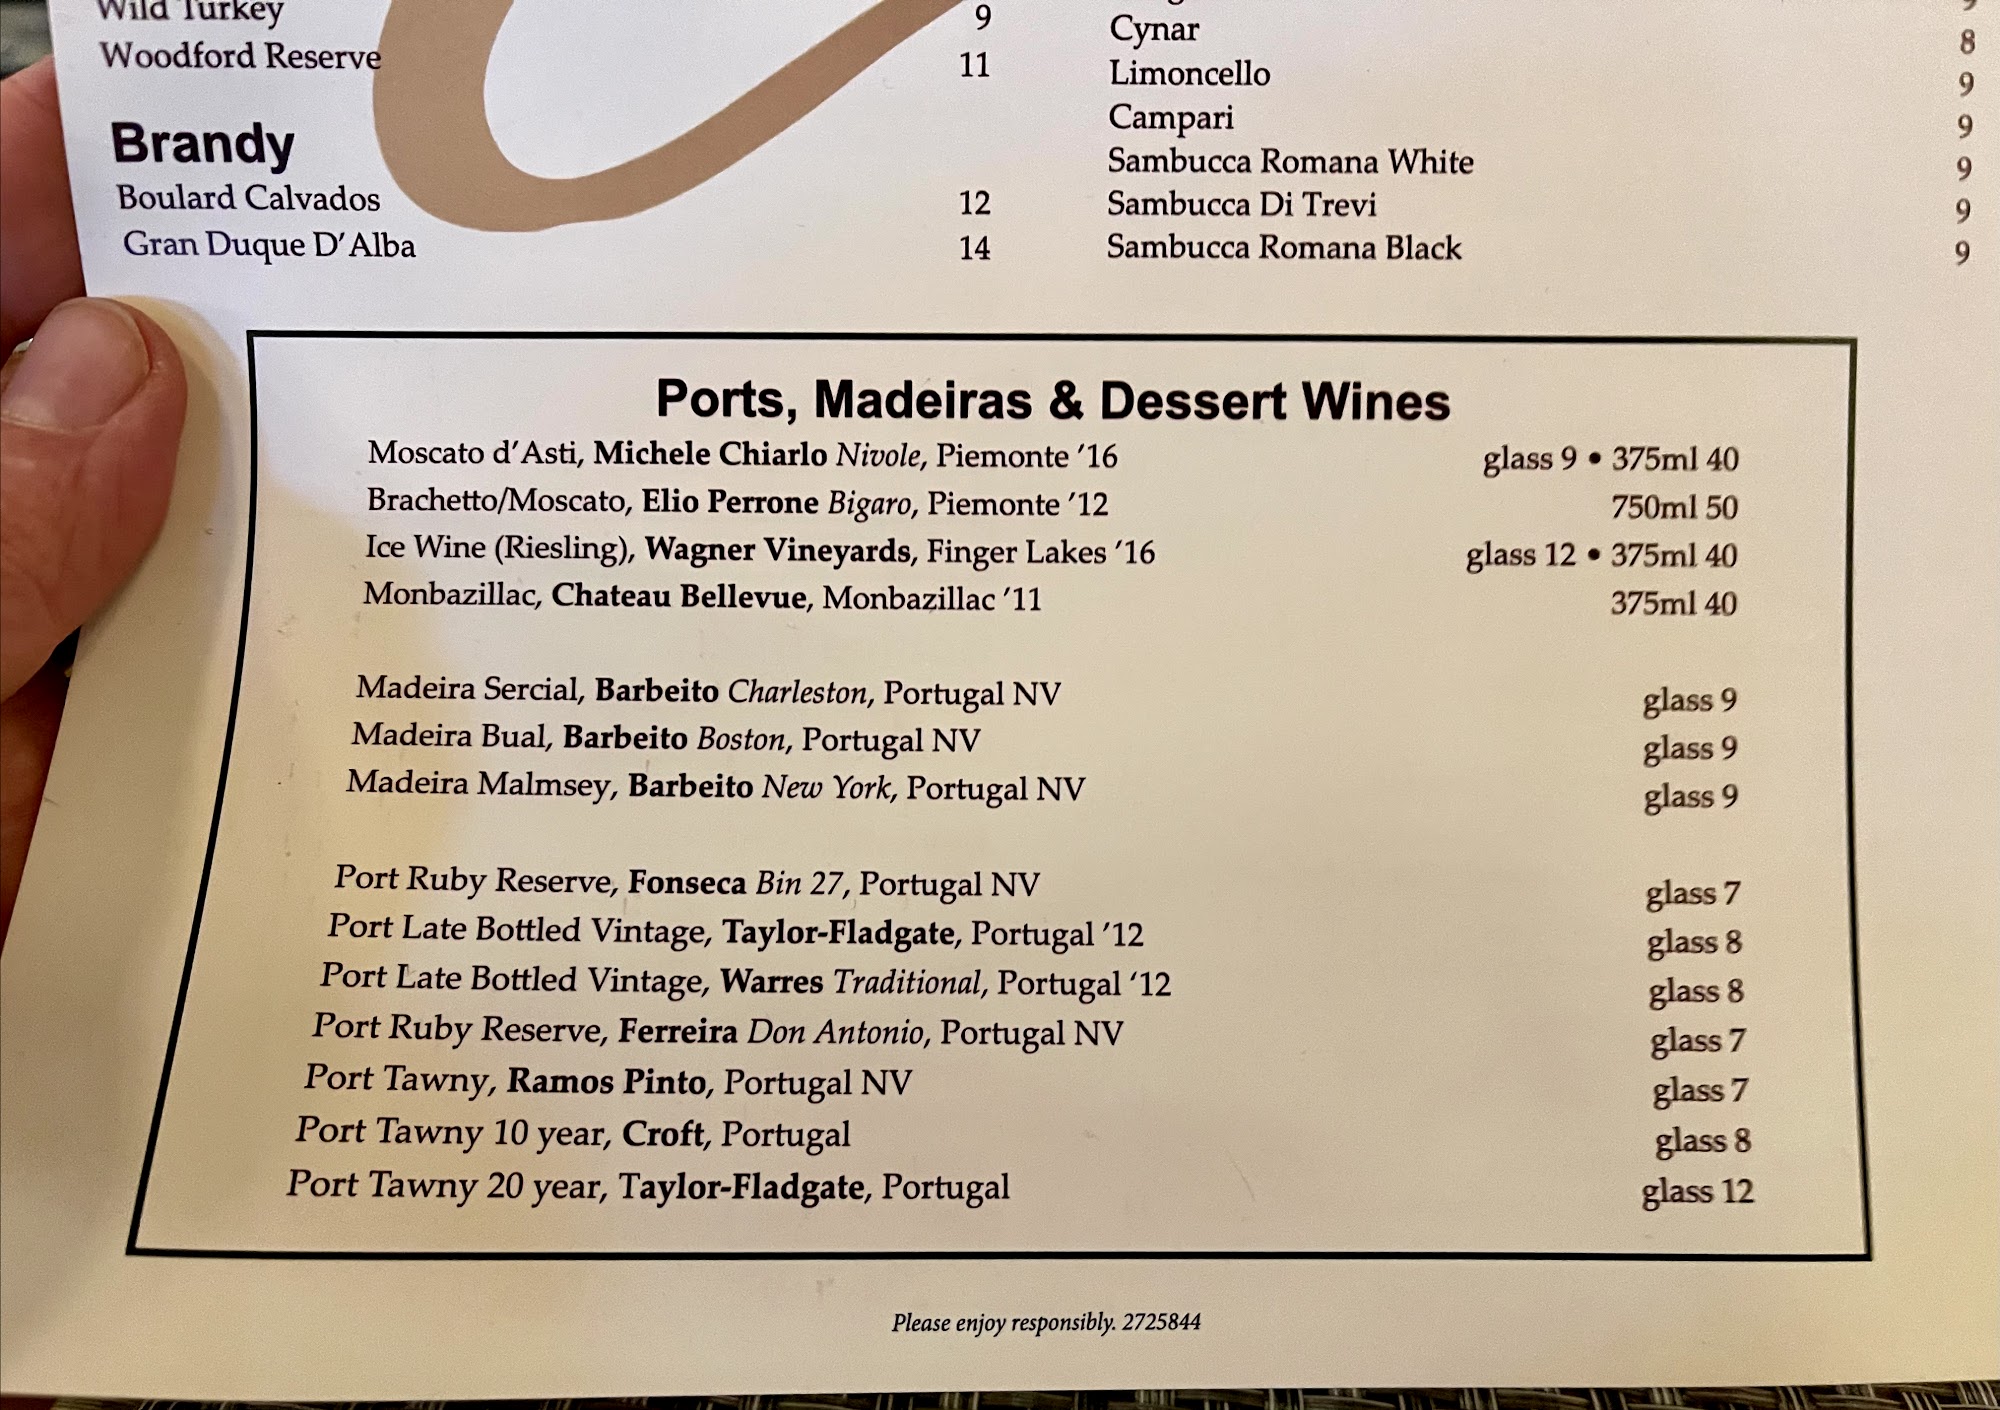 Wild Turkey 9
Woodford Reserve 11
Brandy
Boulard Calvados 12
Gran Duque D'Alba 14
9
Cynar 8
Limoncello 9
Campari 9
Sambucca Romana White 9
Sambucca Di Trevi 9
Sambucca Romana Black 9
Ports, Madeiras & Dessert Wines
Moscato d'Asti, Michele Chiarlo Nivole, Piemonte '16 glass 9 • 375ml 40
Brachetto/Moscato, Elio Perrone Bigaro, Piemonte '12 750ml 50
Ice Wine (Riesling), Wagner Vineyards, Finger Lakes '16 glass 12 • 375ml 40
Monbazillac, Chateau Bellevue, Monbazillac '11 375ml 40
Madeira Sercial, Barbeito Charleston, Portugal NV glass 9
Madeira Bual, Barbeito Boston, Portugal NV glass 9
Madeira Malmsey, Barbeito New York, Portugal NV glass 9
Port Ruby Reserve, Fonseca Bin 27, Portugal NV glass 7
Port Late Bottled Vintage, Taylor-Fladgate, Portugal '12 glass 8
Port Late Bottled Vintage, Warres Traditional, Portugal '12 glass 8
Port Ruby Reserve, Ferreira Don Antonio, Portugal NV glass 7
Port Tawny, Ramos Pinto, Portugal NV glass 7
Port Tawny 10 year, Croft, Portugal glass 8
Port Tawny 20 year, Taylor-Fladgate, Portugal glass 12
Please enjoy responsibly. 2725844